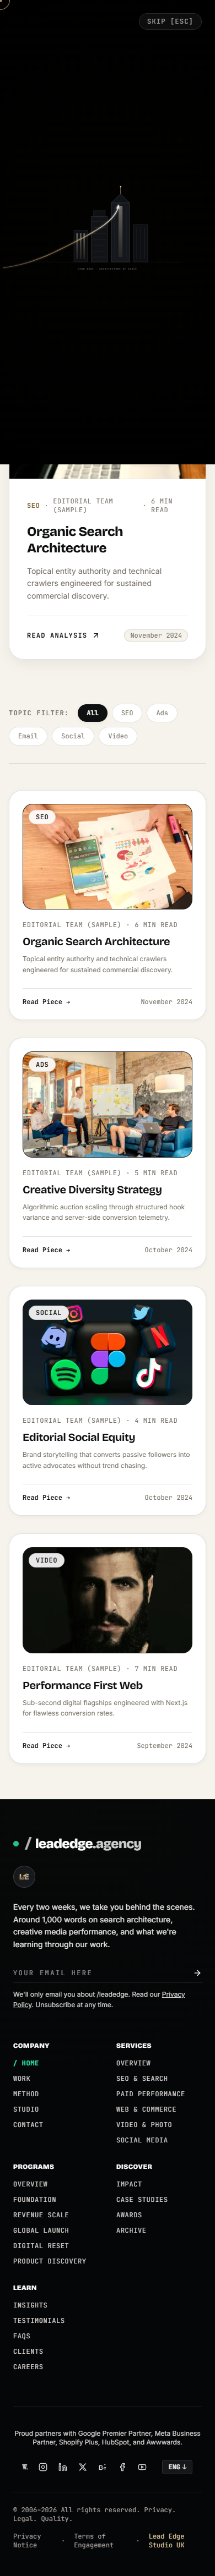 SKIP [ESC]
SEO · EDITORIAL TEAM (SAMPLE) · 6 MIN READ
Organic Search
Architecture
Topical entity authority and technical
crawlers engineered for sustained
commercial discovery.
READ ANALYSIS ↗
November 2024
TOPIC FILTER:
All
SEO
Ads
Email
Social
Video
SEO
EDITORIAL TEAM (SAMPLE) · 6 MIN READ
Organic Search Architecture
Topical entity authority and technical crawlers
engineered for sustained commercial discovery.
Read Piece →
November 2024
ADS
EDITORIAL TEAM (SAMPLE) · 5 MIN READ
Creative Diversity Strategy
Algorithmic auction scaling through structured hook
variance and server-side conversion telemetry.
Read Piece →
October 2024
SOCIAL
EDITORIAL TEAM (SAMPLE) · 4 MIN READ
Editorial Social Equity
Brand storytelling that converts passive followers into
active advocates without trend chasing.
Read Piece →
October 2024
VIDEO
EDITORIAL TEAM (SAMPLE) · 7 MIN READ
Performance First Web
Sub-second digital flagships engineered with Next.js
for flawless conversion rates.
Read Piece →
September 2024
/ leadedge.agency
Every two weeks, we take you behind the scenes.
Around 1,000 words on search architecture,
creative media performance, and what we're
learning through our work.
YOUR EMAIL HERE →
We'll only email you about /leadedge. Read our Privacy
Policy. Unsubscribe at any time.
COMPANY
/ HOME
WORK
METHOD
STUDIO
CONTACT
SERVICES
OVERVIEW
SEO & SEARCH
PAID PERFORMANCE
WEB & COMMERCE
VIDEO & PHOTO
SOCIAL MEDIA
PROGRAMS
OVERVIEW
FOUNDATION
REVENUE SCALE
GLOBAL LAUNCH
DIGITAL RESET
PRODUCT DISCOVERY
DISCOVER
IMPACT
CASE STUDIES
AWARDS
ARCHIVE
LEARN
INSIGHTS
TESTIMONIALS
FAQS
CLIENTS
CAREERS
Proud partners with Google Premier Partner, Meta Business
Partner, Shopify Plus, HubSpot, and Awwwards.
ENG ↓
© 2006–2026 All rights reserved. Privacy.
Legal. Quality.
Privacy Notice · Terms of Engagement · Lead Edge Studio UK